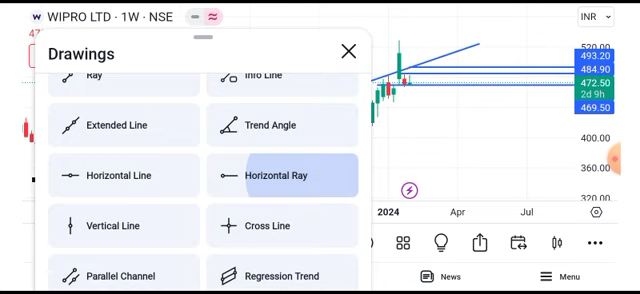 W WIPRO LTD · 1W · NSE
INR
Drawings
520.00
493.20
484.90
472.50
2d 9h
469.50
400.00
360.00
320.00
Ray
Info Line
Extended Line
Trend Angle
Horizontal Line
Horizontal Ray
Vertical Line
Cross Line
Parallel Channel
Regression Trend
2024
Apr
Jul
News
Menu